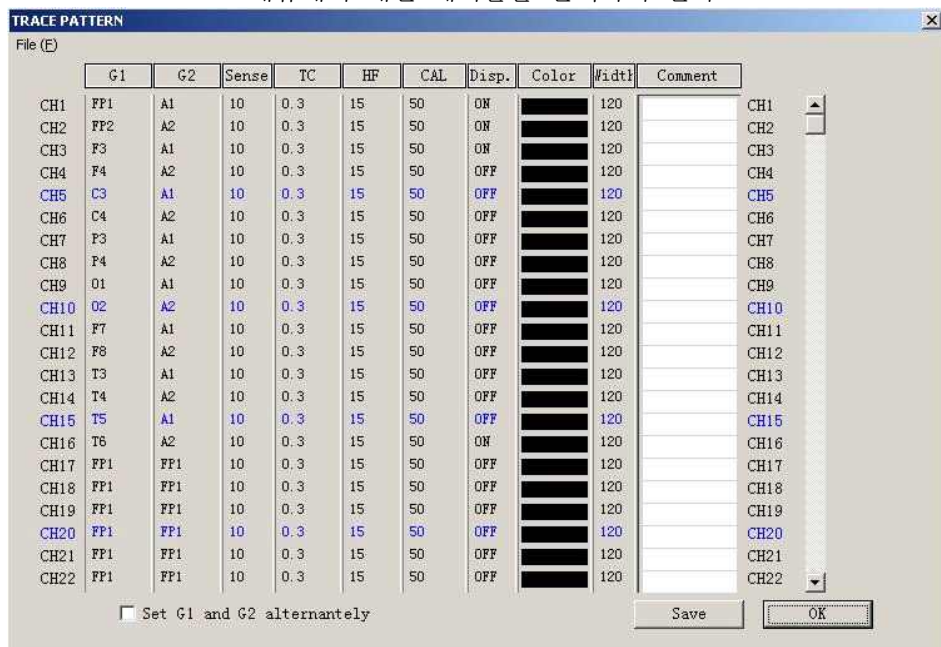 TRACE PATTERN
File (F)
G1 G2 Sense TC HF CAL Disp. Color Width Comment
CH1 FP1 A1 10 0.3 15 50 ON 120 CH1
CH2 FP2 A2 10 0.3 15 50 ON 120 CH2
CH3 F3 A1 10 0.3 15 50 ON 120 CH3
CH4 F4 A2 10 0.3 15 50 OFF 120 CH4
CH5 C3 A1 10 0.3 15 50 OFF 120 CH5
CH6 C4 A2 10 0.3 15 50 OFF 120 CH6
CH7 P3 A1 10 0.3 15 50 OFF 120 CH7
CH8 P4 A2 10 0.3 15 50 OFF 120 CH8
CH9 O1 A1 10 0.3 15 50 OFF 120 CH9
CH10 O2 A2 10 0.3 15 50 OFF 120 CH10
CH11 F7 A1 10 0.3 15 50 OFF 120 CH11
CH12 F8 A2 10 0.3 15 50 OFF 120 CH12
CH13 T3 A1 10 0.3 15 50 OFF 120 CH13
CH14 T4 A2 10 0.3 15 50 OFF 120 CH14
CH15 T5 A1 10 0.3 15 50 OFF 120 CH15
CH16 T6 A2 10 0.3 15 50 ON 120 CH16
CH17 FP1 FP1 10 0.3 15 50 OFF 120 CH17
CH18 FP1 FP1 10 0.3 15 50 OFF 120 CH18
CH19 FP1 FP1 10 0.3 15 50 OFF 120 CH19
CH20 FP1 FP1 10 0.3 15 50 OFF 120 CH20
CH21 FP1 FP1 10 0.3 15 50 OFF 120 CH21
CH22 FP1 FP1 10 0.3 15 50 OFF 120 CH22
Set G1 and G2 alternantely Save OK